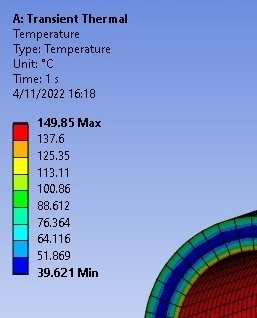 A: Transient Thermal
Temperature
Type: Temperature
Unit: °C
Time: 1 s
4/11/2022 16:18
149.85 Max
137.6
125.35
113.11
100.86
88.612
76.364
64.116
51.869
39.621 Min